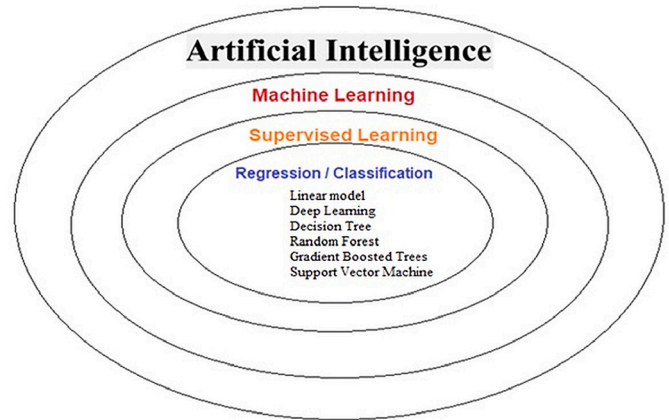 Artificial Intelligence
Machine Learning
Supervised Learning
Regression / Classification
Linear model
Deep Learning
Decision Tree
Random Forest
Gradient Boosted Trees
Support Vector Machine